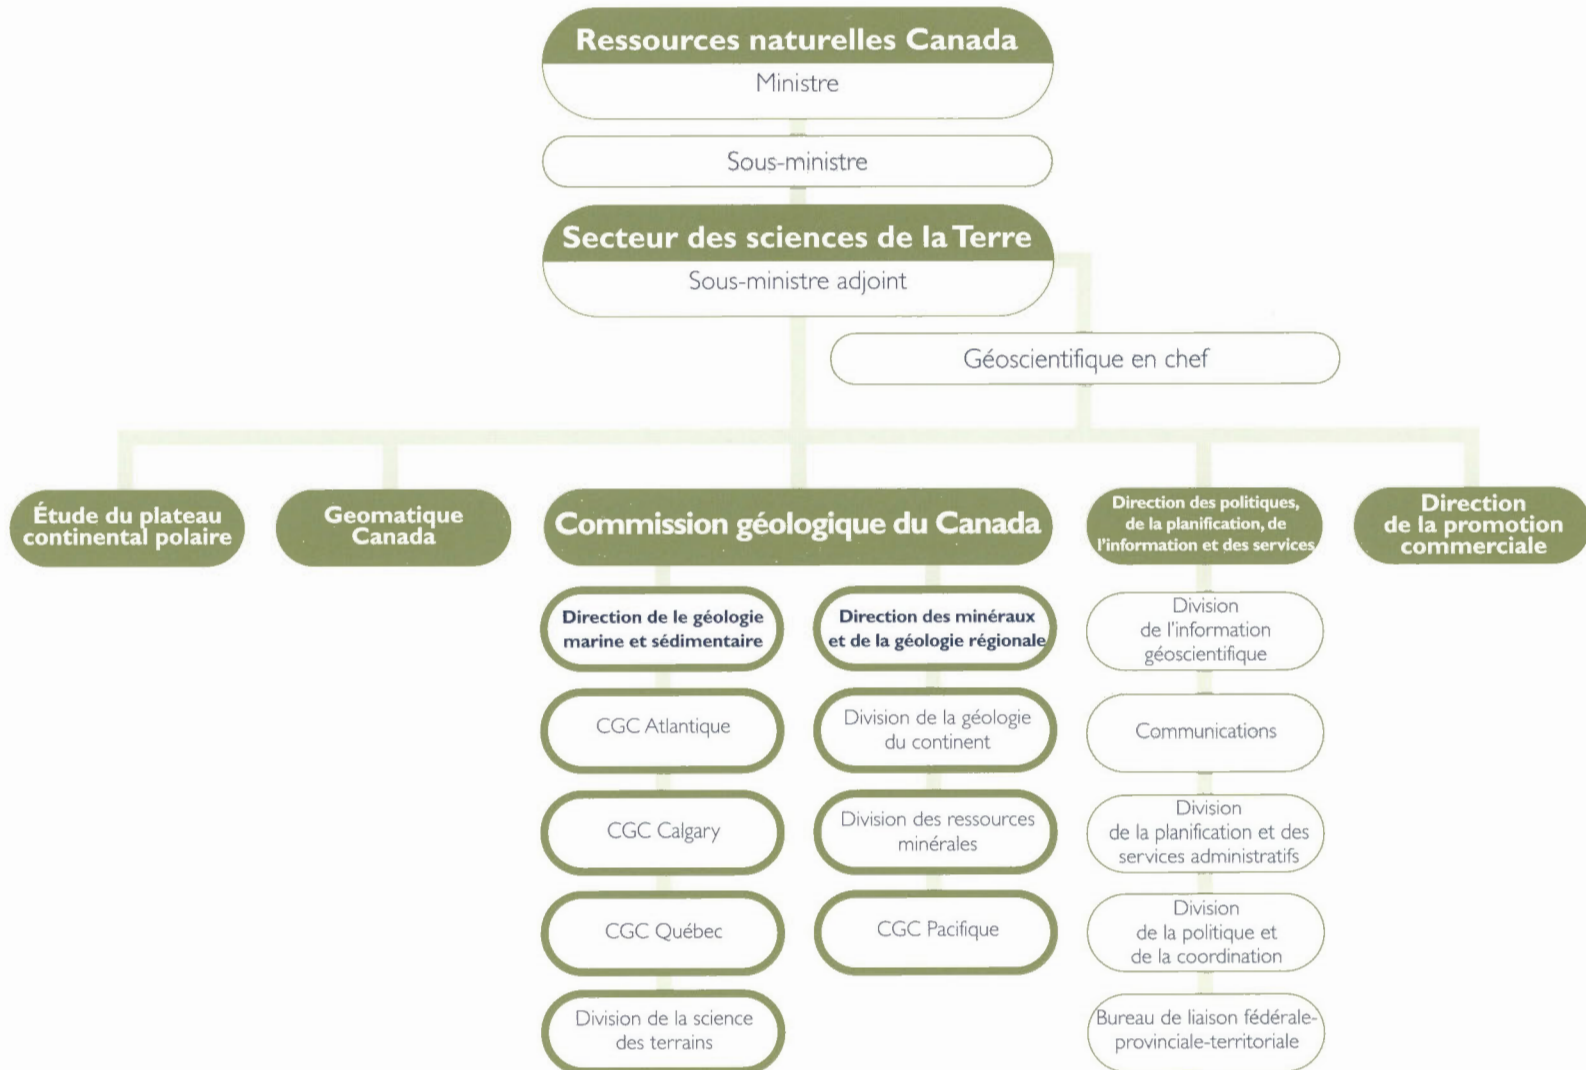 Ressources naturelles Canada
Ministre
Sous-ministre
Secteur des sciences de la Terre
Sous-ministre adjoint
Géoscientifique en chef
Étude du plateau
continental polaire
Geomatique
Canada
Commission géologique du Canada
Direction des politiques,
de la planification, de
l'information et des services
Direction
de la promotion
commerciale
Direction de le géologie
marine et sédimentaire
CGC Atlantique
CGC Calgary
CGC Québec
Division de la science
des terrains
Direction des minéraux
et de la géologie régionale
Division de la géologie
du continent
Division des ressources
minérales
CGC Pacifique
Division
de l'information
géoscientifique
Communications
Division
de la planification et des
services administratifs
Division
de la politique et
de la coordination
Bureau de liaison fédérale-
provinciale-territoriale